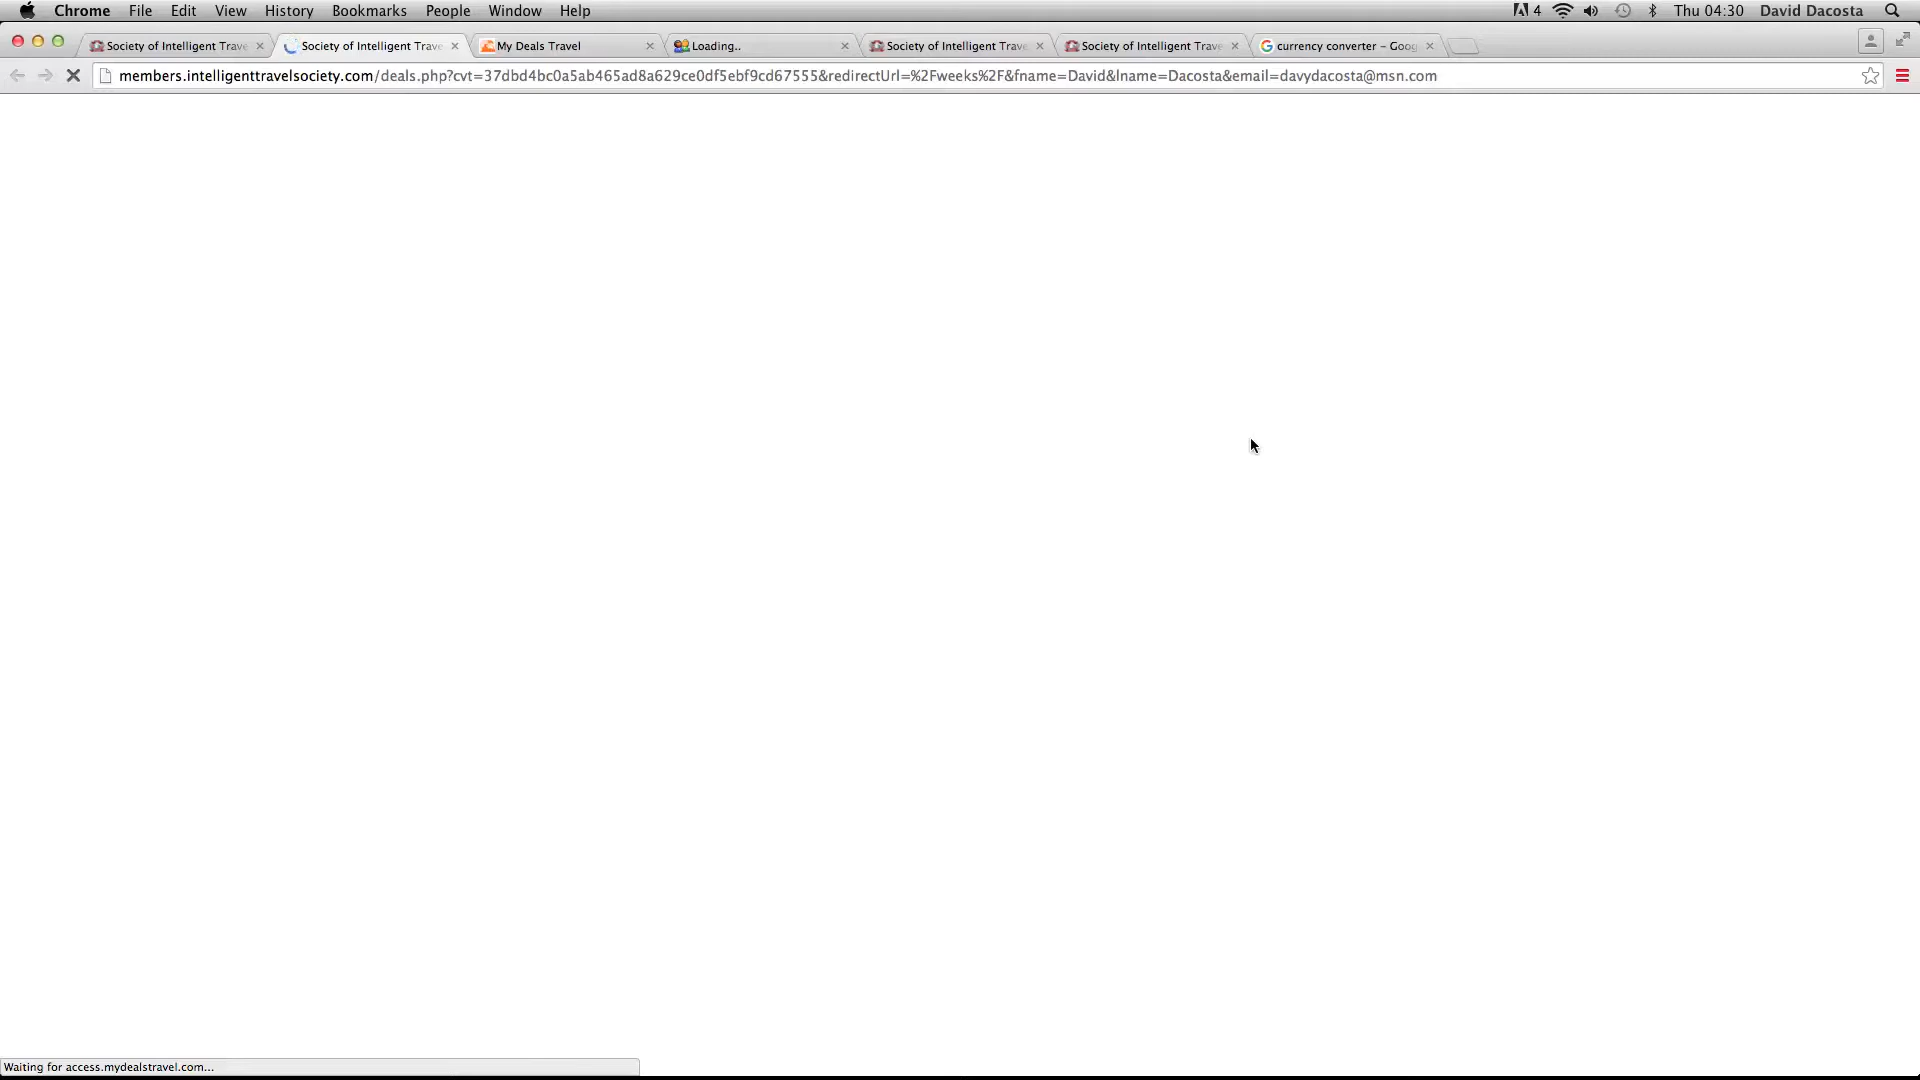 Chrome File Edit View History Bookmarks People Window Help 4 Thu 04:30 David Dacosta
Society of Intelligent Trave Society of Intelligent Trave My Deals Travel Loading.. Society of Intelligent Trave Society of Intelligent Trave currency converter – Goog
members.intelligenttravelsociety.com/deals.php?cvt=37dbd4bc0a5ab465ad8a629ce0df5ebf9cd67555&redirectUrl=%2Fweeks%2F&fname=David&lname=Dacosta&email=davydacosta@msn.com
Waiting for access.mydealstravel.com...